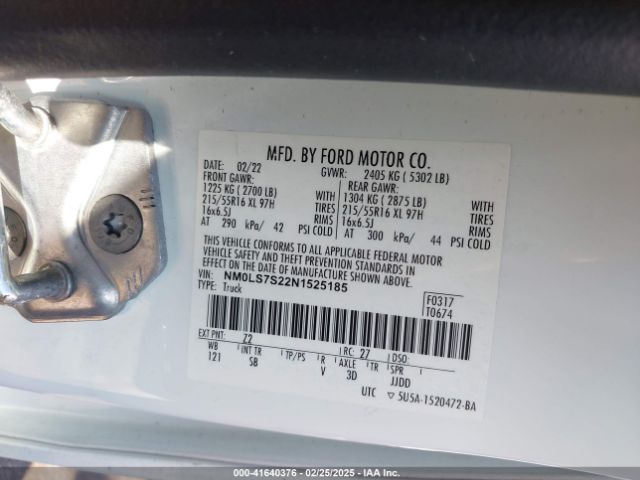 MFD. BY FORD MOTOR CO.
DATE: 02/22 GVWR: 2405 KG ( 5302 LB)
FRONT GAWR: REAR GAWR:
1225 KG ( 2700 LB) WITH 1304 KG ( 2875 LB) WITH
215/55R16 XL 97H TIRES 215/55R16 XL 97H TIRES
16x6.5J RIMS 16x6.5J RIMS
AT 290 kPa/ 42 PSI COLD AT 300 kPa/ 44 PSI COLD
THIS VEHICLE CONFORMS TO ALL APPLICABLE FEDERAL MOTOR
VEHICLE SAFETY AND THEFT PREVENTION STANDARDS IN
EFFECT ON THE DATE OF MANUFACTURE SHOWN ABOVE.
VIN: NM0LS7S22N1525185
TYPE: Truck
F0317
T0674
EXT PNT: Z2 RC: 27 DSO:
WB INT TR TP/PS R AXLE TR SPR
121 SB V 3D JJDD
UTC ▽ 5U5A-1520472-BA
000-41640376 - 02/25/2025 - IAA Inc.